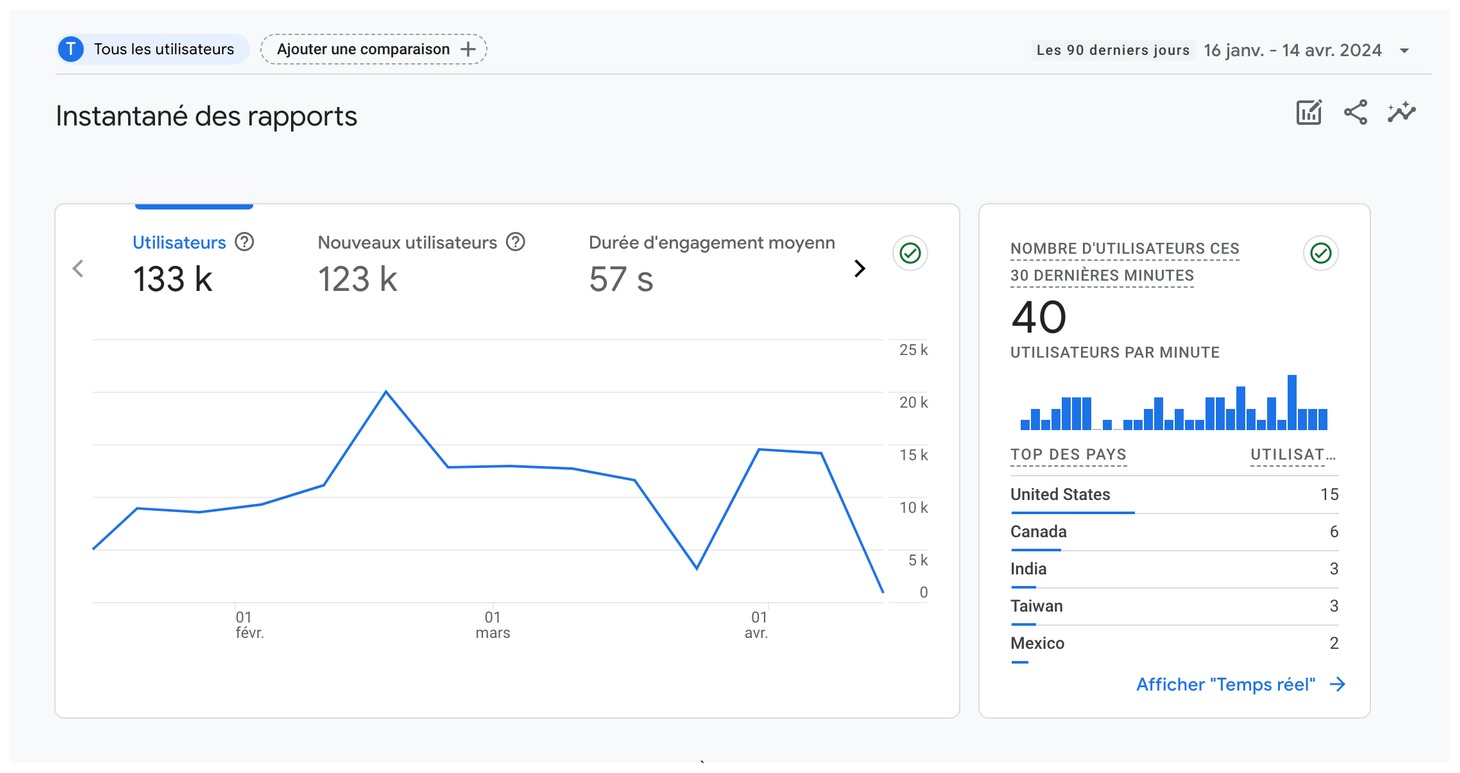 T Tous les utilisateurs Ajouter une comparaison + Les 90 derniers jours 16 janv. - 14 avr. 2024
Instantané des rapports
Utilisateurs ?
133 k
Nouveaux utilisateurs ?
123 k
Durée d'engagement moyenn
57 s
25 k
20 k
15 k
10 k
5 k
0
01
févr.
01
mars
01
avr.
NOMBRE D'UTILISATEURS CES
30 DERNIÈRES MINUTES
40
UTILISATEURS PAR MINUTE
TOP DES PAYS UTILISAT...
United States 15
Canada 6
India 3
Taiwan 3
Mexico 2
Afficher "Temps réel" →